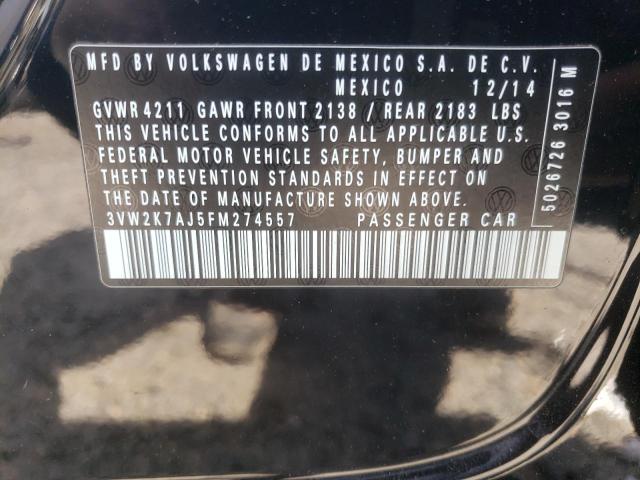 MFD BY VOLKSWAGEN DE MEXICO S.A. DE C.V.
MEXICO 12/14
GVWR 4211 GAWR FRONT 2138 / REAR 2183 LBS
THIS VEHICLE CONFORMS TO ALL APPLICABLE U.S.
FEDERAL MOTOR VEHICLE SAFETY, BUMPER AND
THEFT PREVENTION STANDARDS IN EFFECT ON
THE DATE OF MANUFACTURE SHOWN ABOVE.
3VW2K7AJ5FM274557 PASSENGER CAR
5026726 3016 M